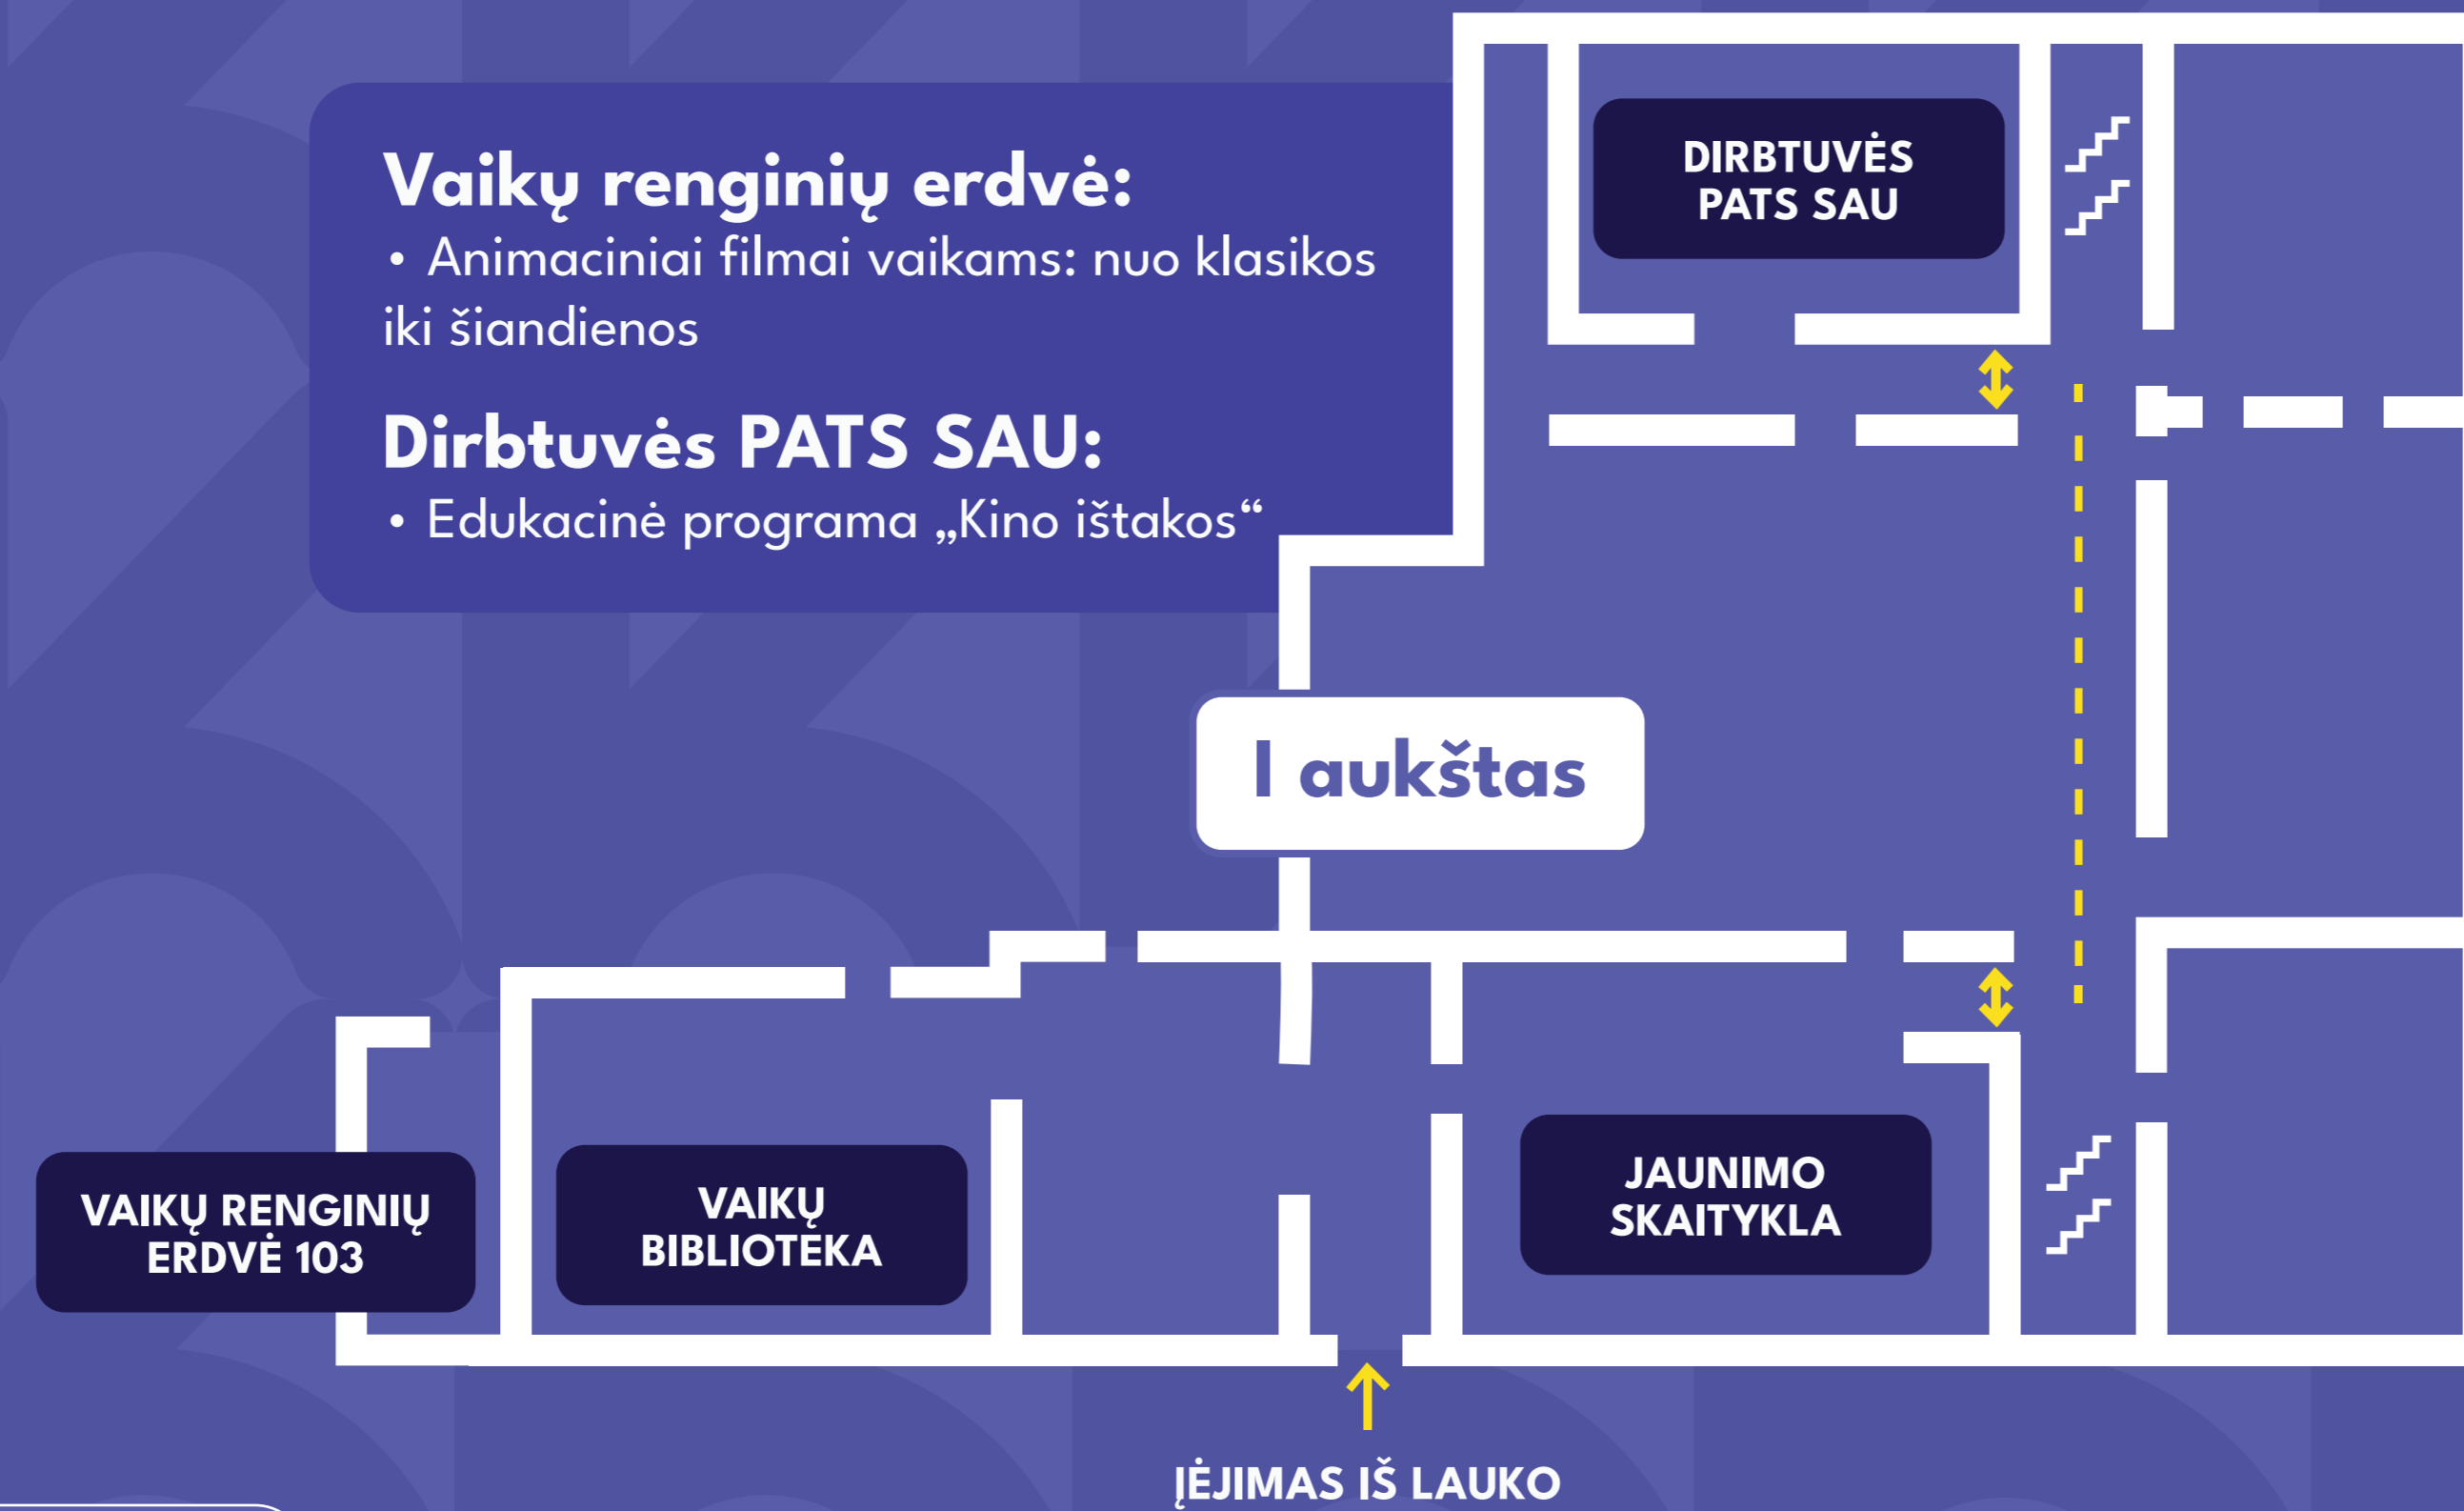 Vaikų renginių erdvė:
• Animaciniai filmai vaikams: nuo klasikos
iki šiandienos
Dirbtuvės PATS SAU:
• Edukacinė programa „Kino ištakos“
DIRBTUVĖS
PATS SAU
I aukštas
VAIKŲ RENGINIŲ
ERDVĖ 103
VAIKŲ
BIBLIOTEKA
JAUNIMO
SKAITYKLA
ĮĖJIMAS IŠ LAUKO